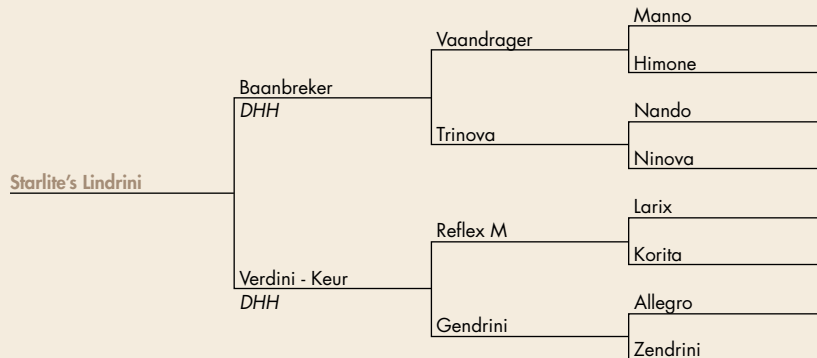 Manno
Vaandrager
Himone
Baanbreker
DHH
Nando
Trinova
Ninova
Starlite's Lindrini
Larix
Reflex M
Korita
Verdini - Keur
DHH
Allegro
Gendrini
Zendrini